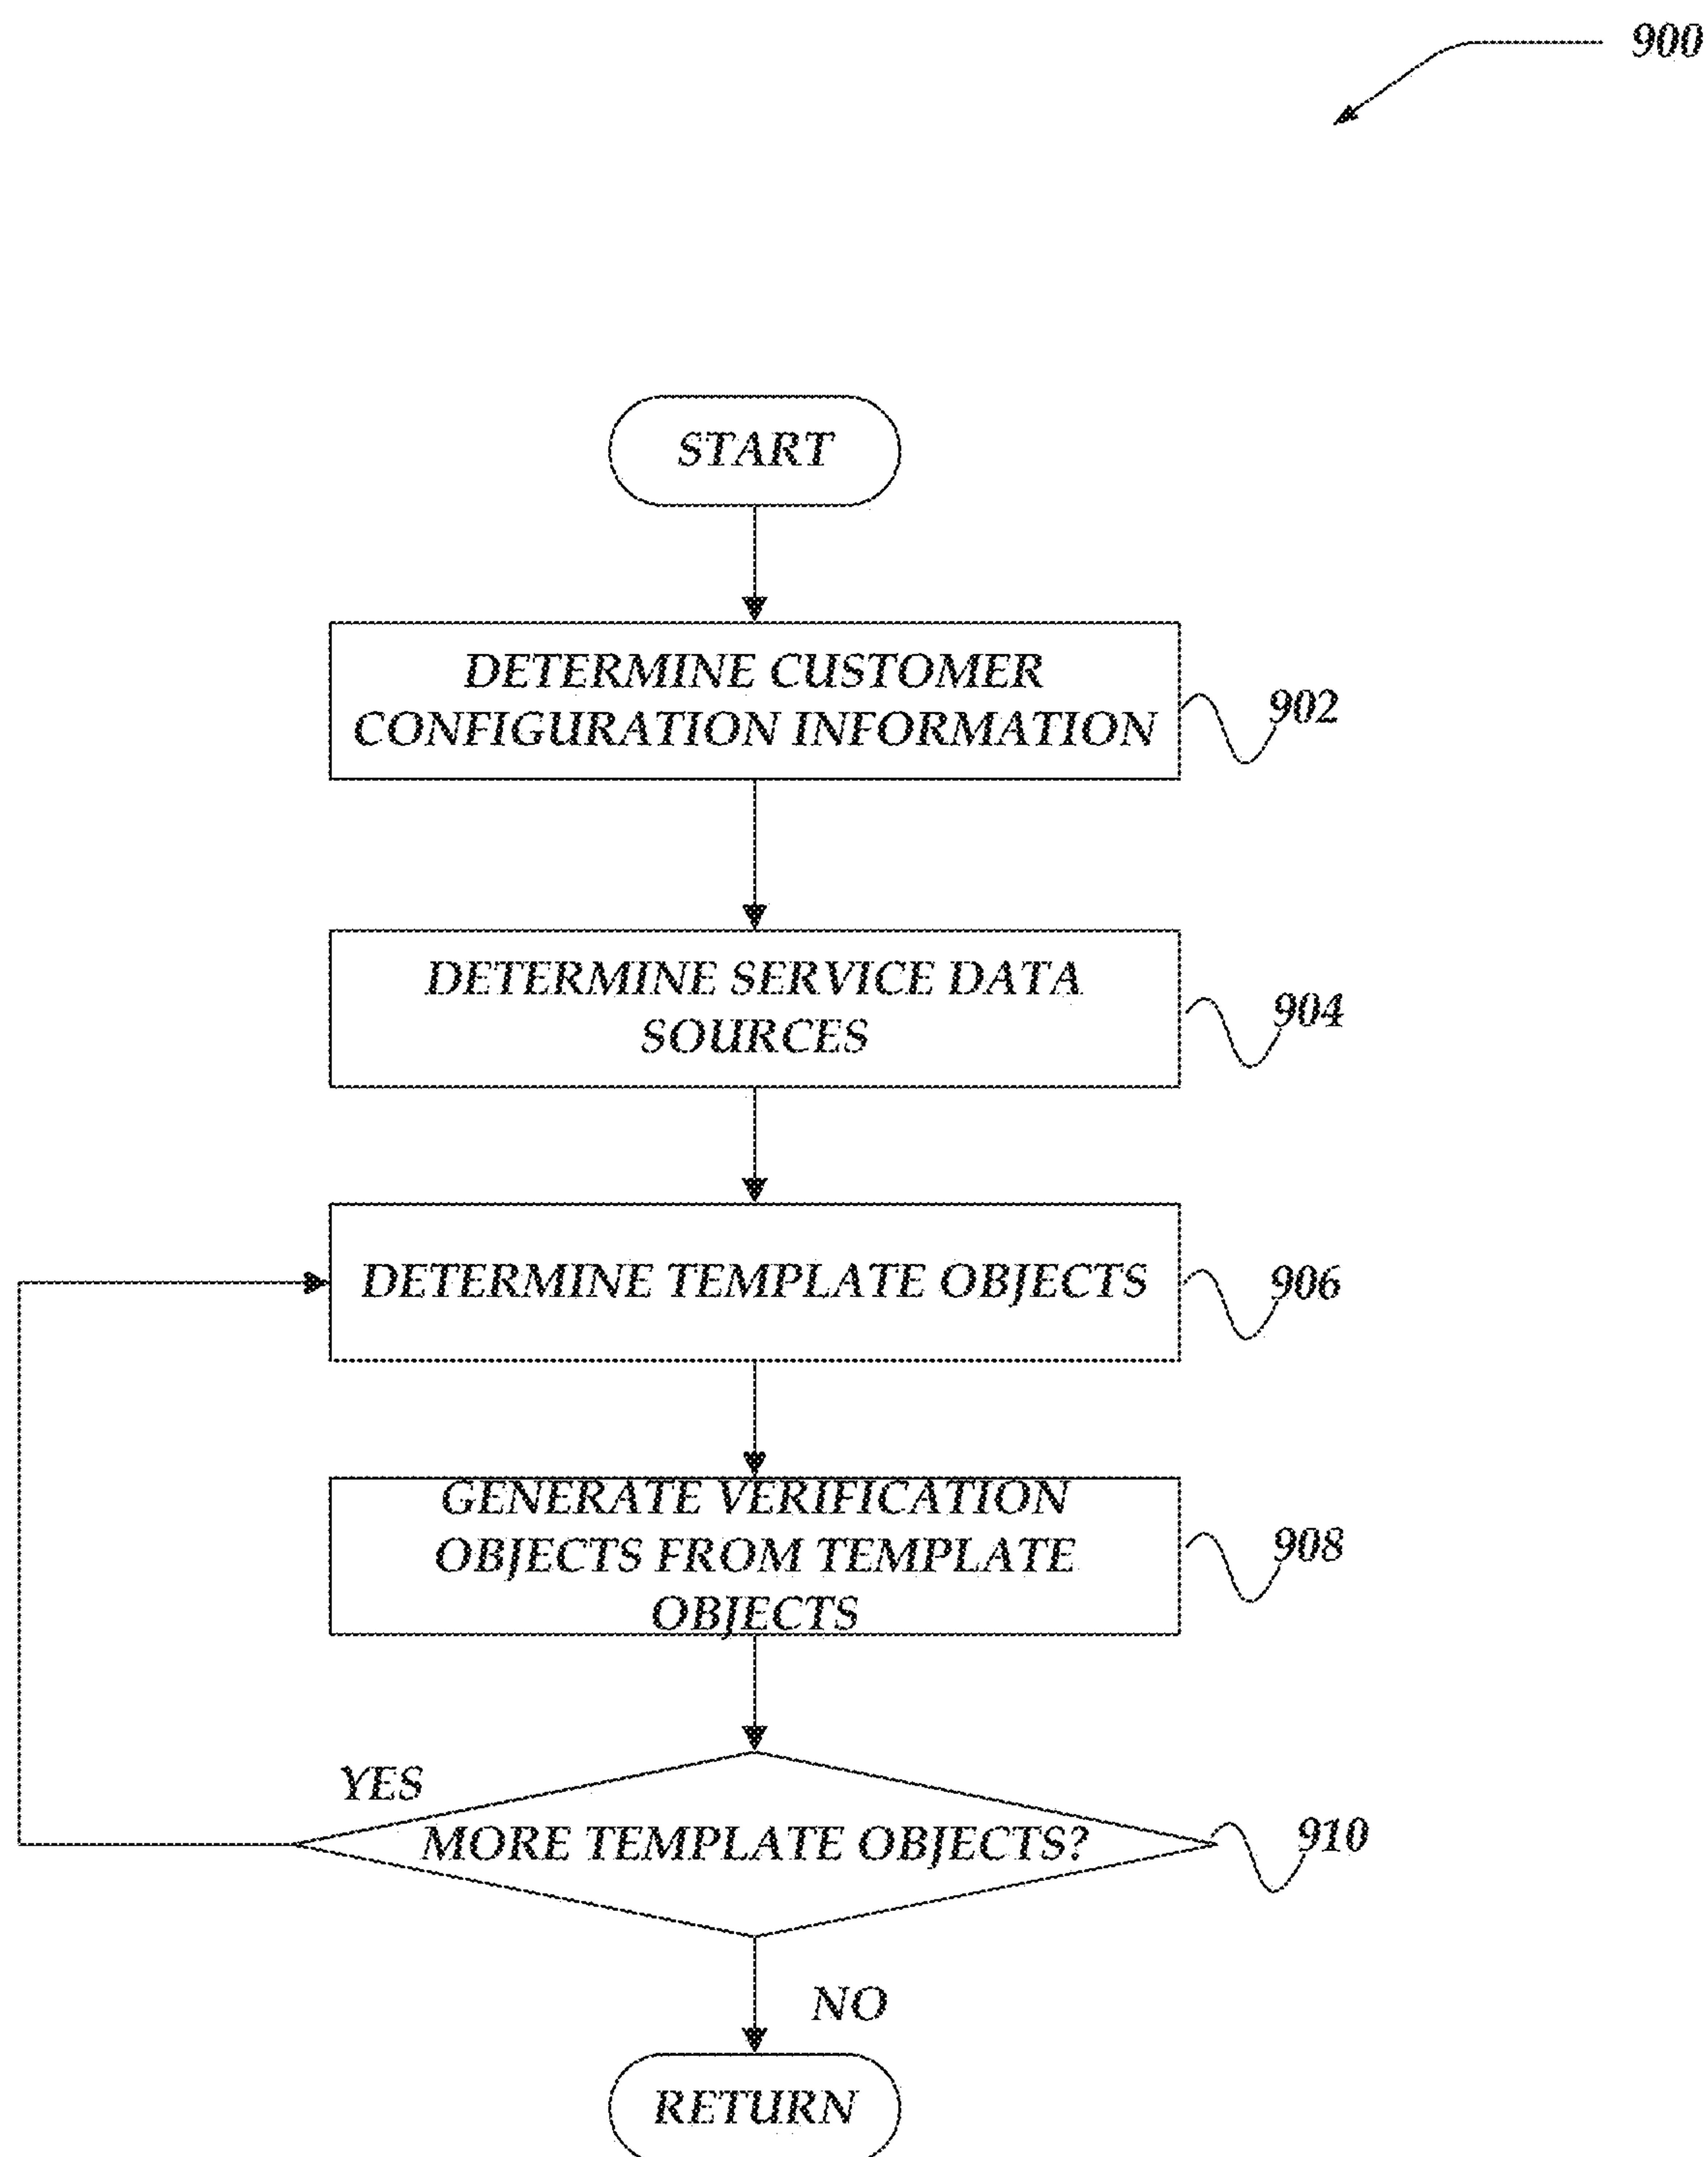 900
START
DETERMINE CUSTOMER
CONFIGURATION INFORMATION
902
DETERMINE SERVICE DATA
SOURCES
904
DETERMINE TEMPLATE OBJECTS
906
GENERATE VERIFICATION
OBJECTS FROM TEMPLATE
OBJECTS
908
YES
MORE TEMPLATE OBJECTS?
910
NO
RETURN